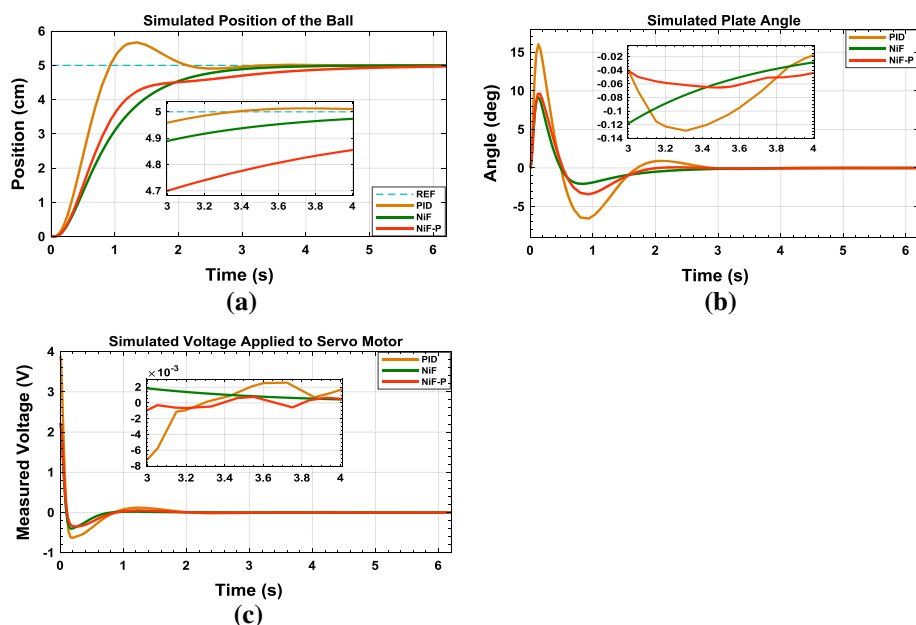 Simulated Position of the Ball
Position (cm)
6
5
4
3
2
1
0
5
4.9
4.8
4.7
3 3.2 3.4 3.6 3.8 4
REF
PID
NiF
NiF-P
0 1 2 3 4 5 6
Time (s)
(a)
Simulated Plate Angle
Angle (deg)
15
10
5
0
-5
-0.02
-0.04
-0.06
-0.08
-0.1
-0.12
-0.14
3 3.2 3.4 3.6 3.8 4
PID
NiF
NiF-P
0 1 2 3 4 5 6
Time (s)
(b)
Simulated Voltage Applied to Servo Motor
Measured Voltage (V)
4
3
2
1
0
-1
×10⁻³
2
0
-2
-4
-6
-8
3 3.2 3.4 3.6 3.8 4
PID
NiF
NiF-P
0 1 2 3 4 5 6
Time (s)
(c)